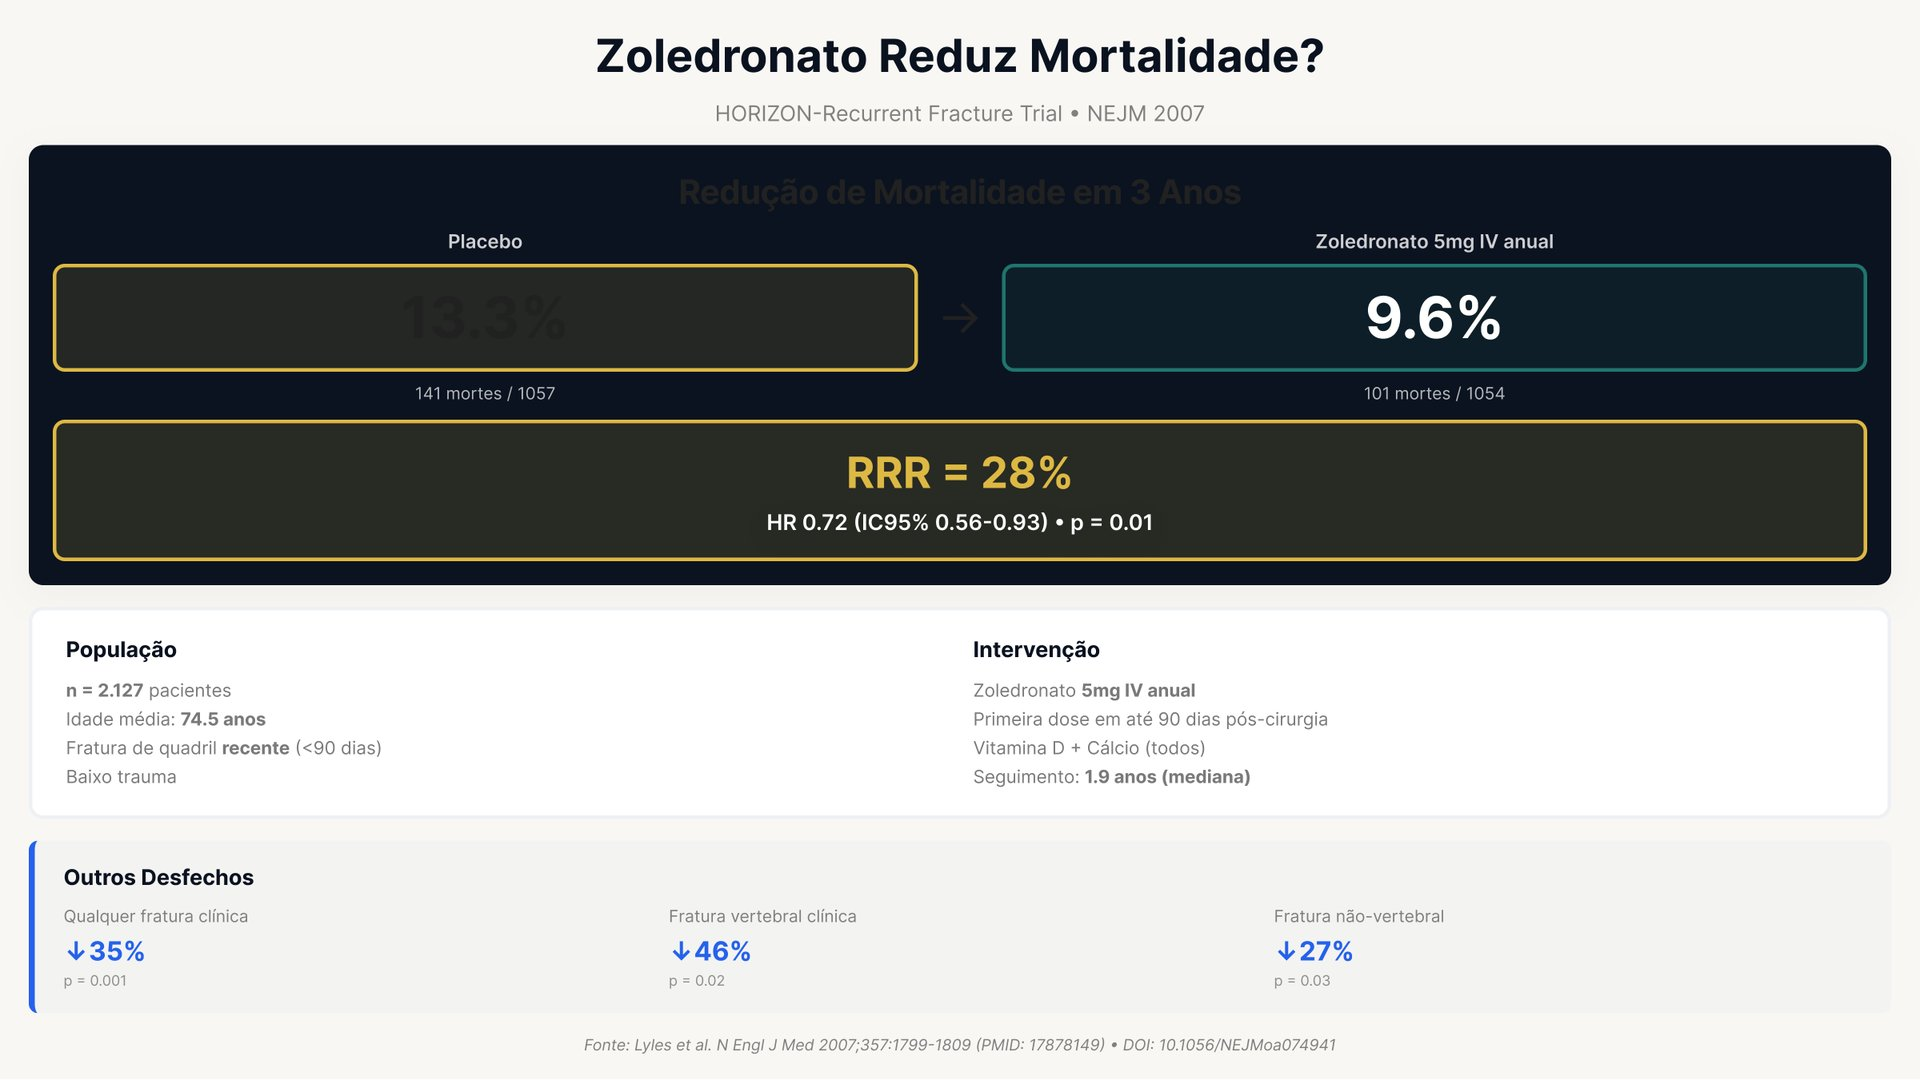 Zoledronato Reduz Mortalidade?
HORIZON-Recurrent Fracture Trial • NEJM 2007
Redução de Mortalidade em 3 Anos
Placebo
13.3%
141 mortes / 1057
→
Zoledronato 5mg IV anual
9.6%
101 mortes / 1054
RRR = 28%
HR 0.72 (IC95% 0.56-0.93) • p = 0.01
População
n = 2.127 pacientes
Idade média: 74.5 anos
Fratura de quadril recente (<90 dias)
Baixo trauma
Intervenção
Zoledronato 5mg IV anual
Primeira dose em até 90 dias pós-cirurgia
Vitamina D + Cálcio (todos)
Seguimento: 1.9 anos (mediana)
Outros Desfechos
Qualquer fratura clínica
↓35%
p = 0.001
Fratura vertebral clínica
↓46%
p = 0.02
Fratura não-vertebral
↓27%
p = 0.03
Fonte: Lyles et al. N Engl J Med 2007;357:1799-1809 (PMID: 17878149) • DOI: 10.1056/NEJMoa074941